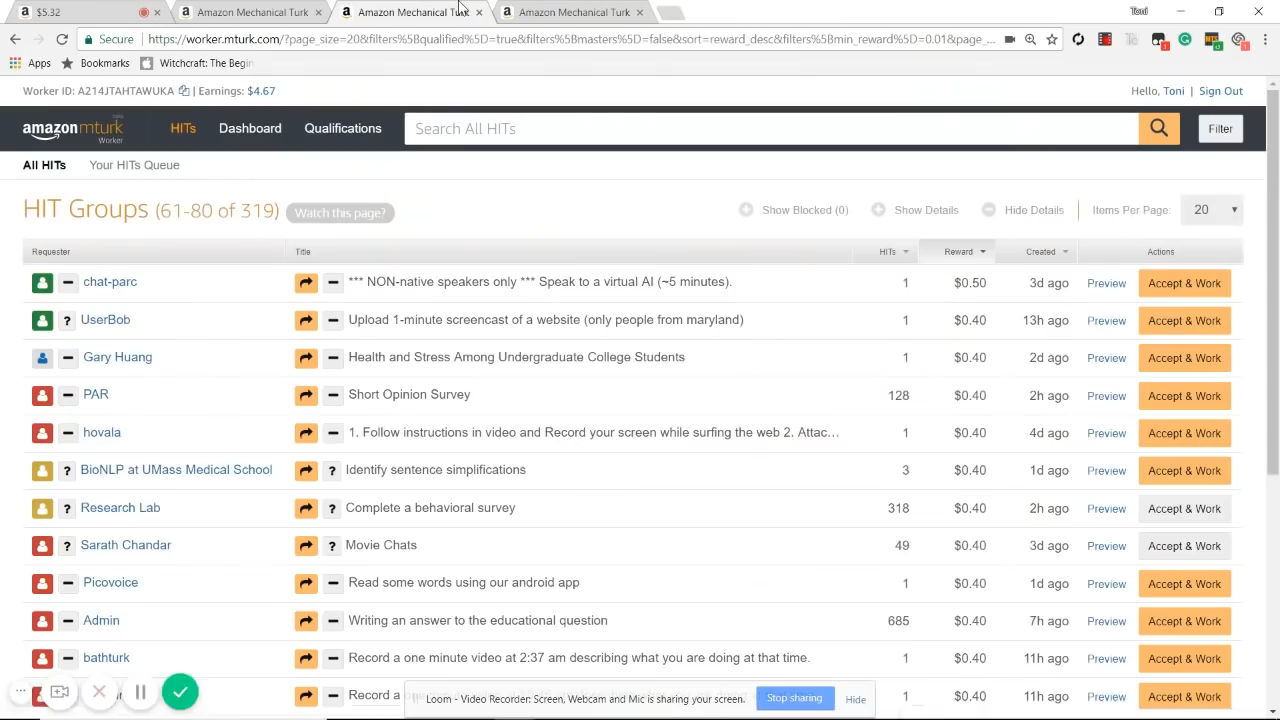 $5.32
Amazon Mechanical Turk
Amazon Mechanical Turk
Amazon Mechanical Turk
Toni
Secure
https://worker.mturk.com/?page_size=20&filters%5Bqualified%5D=true&filters%5Bmasters%5D=false&sort=reward_desc&filters%5Bmin_reward%5D=0.01&page_...
Apps
Bookmarks
Witchcraft: The Begin
Worker ID: A214JTAHTAWUKA | Earnings: $4.67
Hello, Toni | Sign Out
amazon mturk
Worker
HITs
Dashboard
Qualifications
Search All HITs
Filter
All HITs
Your HITs Queue
HIT Groups (61-80 of 319)
Watch this page?
Show Blocked (0)
Show Details
Hide Details
Items Per Page:
20
Requester Title HITs Reward Created Actions
chat-parc *** NON-native speakers only *** Speak to a virtual AI (~5 minutes). 1 $0.50 3d ago Preview Accept & Work
? UserBob Upload 1-minute screencast of a website (only people from maryland) 1 $0.40 13h ago Preview Accept & Work
Gary Huang Health and Stress Among Undergraduate College Students 1 $0.40 2d ago Preview Accept & Work
PAR Short Opinion Survey 128 $0.40 2h ago Preview Accept & Work
hovala 1. Follow instructions in video and Record your screen while surfing the web 2. Attac... 1 $0.40 4d ago Preview Accept & Work
? BioNLP at UMass Medical School ? Identify sentence simplifications 3 $0.40 1d ago Preview Accept & Work
? Research Lab ? Complete a behavioral survey 318 $0.40 2h ago Preview Accept & Work
? Sarath Chandar ? Movie Chats 49 $0.40 3d ago Preview Accept & Work
Picovoice Read some words using our android app 1 $0.40 1d ago Preview Accept & Work
Admin Writing an answer to the educational question 685 $0.40 7h ago Preview Accept & Work
bathturk Record a one minute video at 2:37 am describing what you are doing at that time. 1 $0.40 11h ago Preview Accept & Work
Record a 1 $0.40 11h ago Preview Accept & Work
Loom - Video Recorder: Screen, Webcam and Mic is sharing your screen.
Stop sharing
Hide